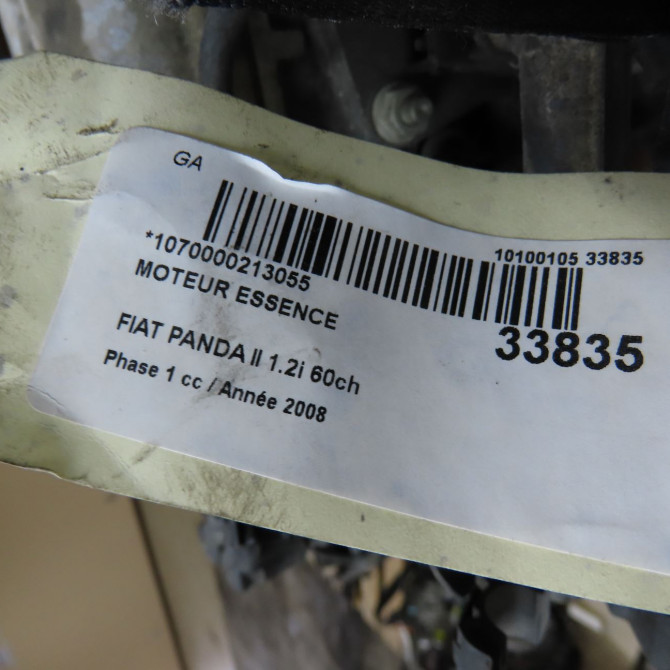 GA
*1070000213055
10100105 33835
MOTEUR ESSENCE
33835
FIAT PANDA II 1.2i 60ch
Phase 1 cc / Année 2008